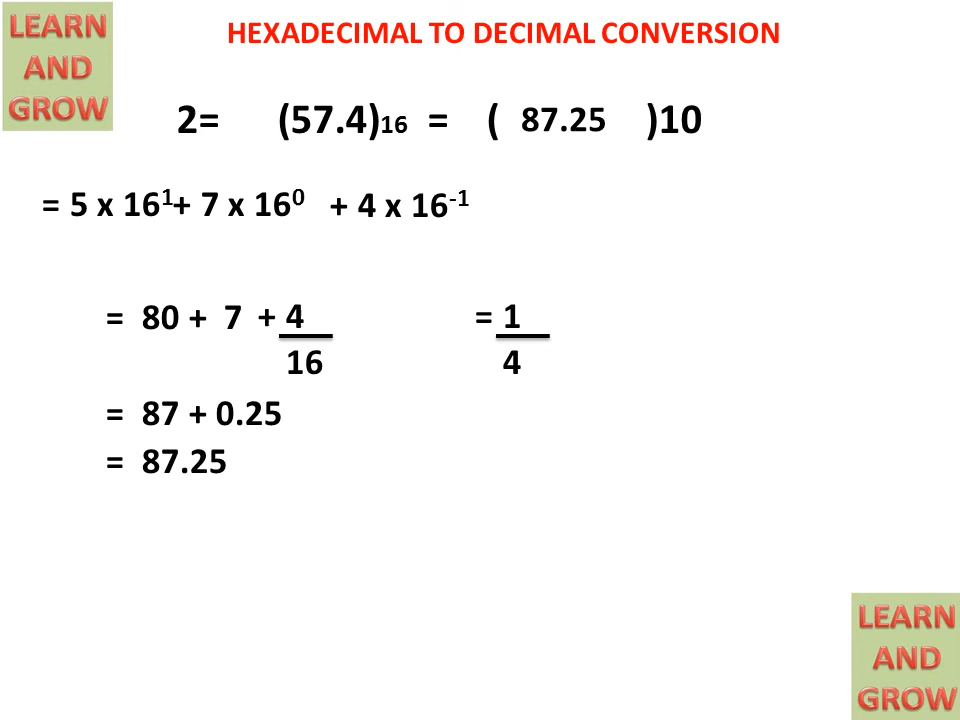 LEARN
AND
GROW
HEXADECIMAL TO DECIMAL CONVERSION
2= (57.4)₁₆ = ( 87.25 )10
= 5 x 16¹+ 7 x 16⁰ + 4 x 16⁻¹
= 80 + 7 + 4 = 1
16 4
= 87 + 0.25
= 87.25
LEARN
AND
GROW